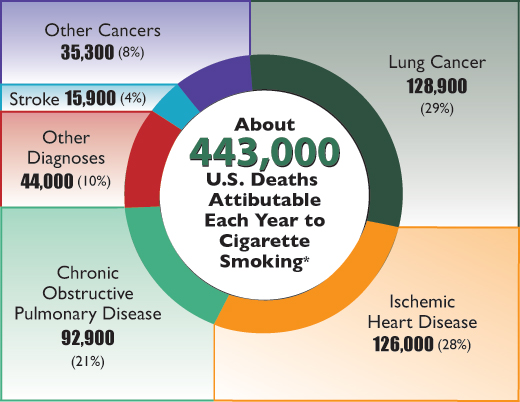 Other Cancers
35,300 (8%)
Lung Cancer
128,900
(29%)
Stroke 15,900 (4%)
Other
Diagnoses
44,000 (10%)
About
443,000
U.S. Deaths
Attributable
Each Year to
Cigarette
Smoking*
Chronic
Obstructive
Pulmonary Disease
92,900
(21%)
Ischemic
Heart Disease
126,000 (28%)